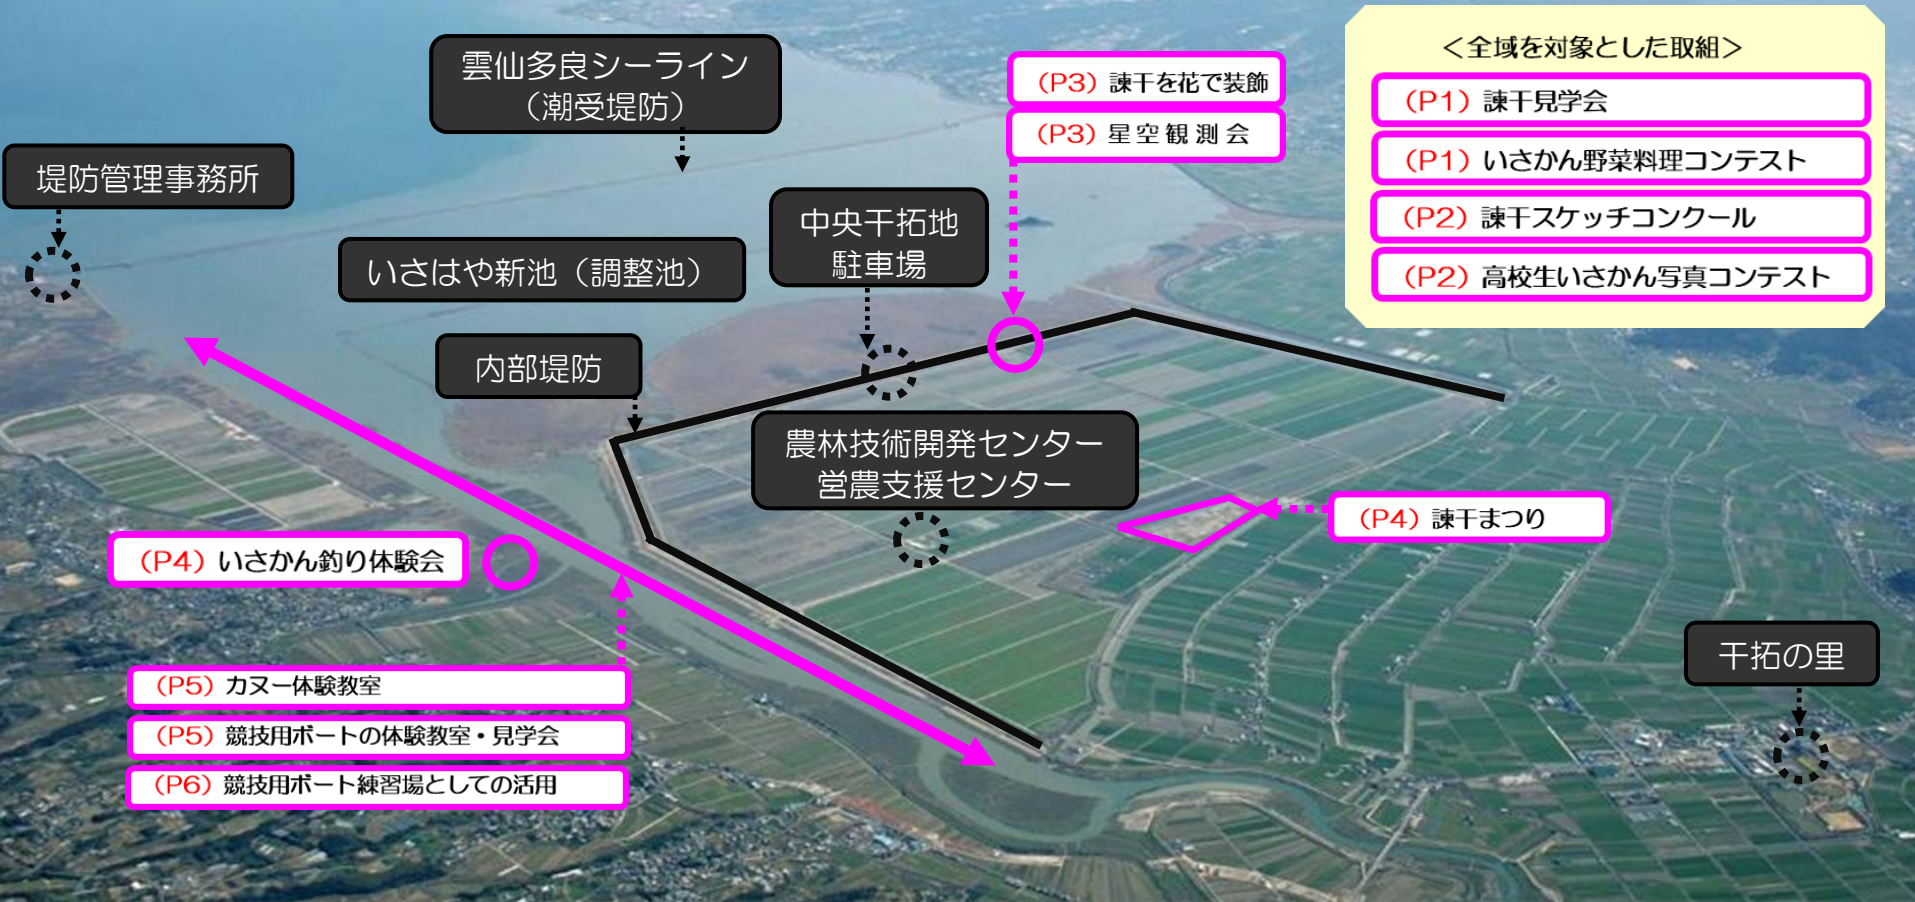 雲仙多良シーライン
（潮受堤防）
堤防管理事務所
いさはや新池（調整池）
中央干拓地
駐車場
内部堤防
（P3）諫干を花で装飾
（P3）星空観測会
＜全域を対象とした取組＞
（P1）諫干見学会
（P1）いさかん野菜料理コンテスト
（P2）諫干スケッチコンクール
（P2）高校生いさかん写真コンテスト
農林技術開発センター
営農支援センター
（P4）諫干まつり
（P4）いさかん釣り体験会
（P5）カヌー体験教室
（P5）競技用ボートの体験教室・見学会
（P6）競技用ボート練習場としての活用
干拓の里